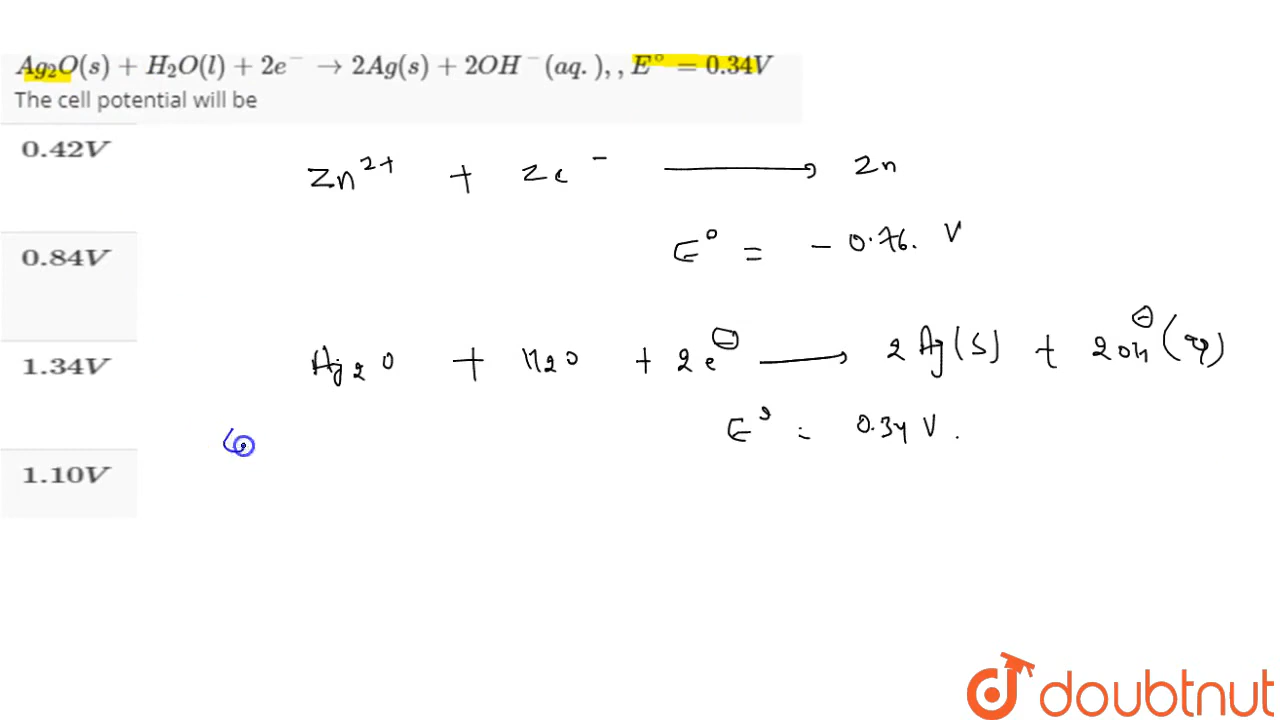 Ag₂O(s) + H₂O(l) + 2e⁻ → 2Ag(s) + 2OH⁻(aq. ), , E° = 0.34V
The cell potential will be
0.42V
Zn²⁺ + 2e⁻ ⟶ Zn
E° = − 0.76. V
0.84V
Ag₂O + H₂O + 2e⊖ ⟶ 2Ag(s) + 2OH⊖(aq)
1.34V
E° = 0.34 V.
1.10V
doubtnut